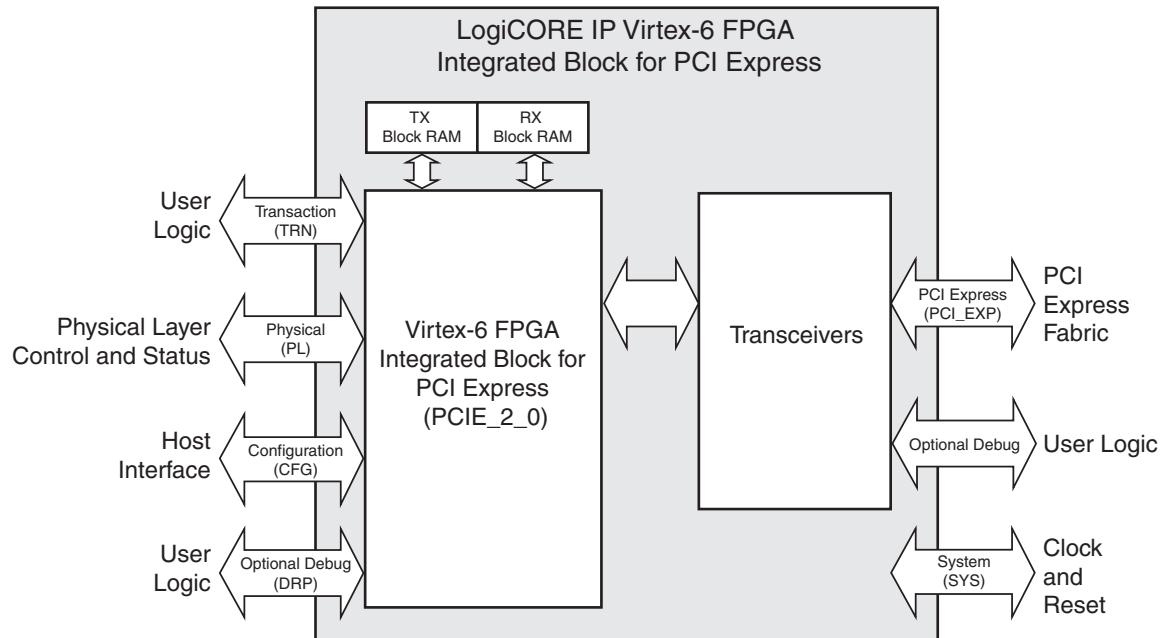 LogiCORE IP Virtex-6 FPGA
Integrated Block for PCI Express
TX
Block RAM
RX
Block RAM
User
Logic
Transaction
(TRN)
Physical Layer
Control and Status
Physical
(PL)
Host
Interface
Configuration
(CFG)
User
Logic
Optional Debug
(DRP)
Virtex-6 FPGA
Integrated Block for
PCI Express
(PCIE_2_0)
Transceivers
PCI Express
(PCI_EXP)
PCI
Express
Fabric
Optional Debug
User Logic
System
(SYS)
Clock
and
Reset